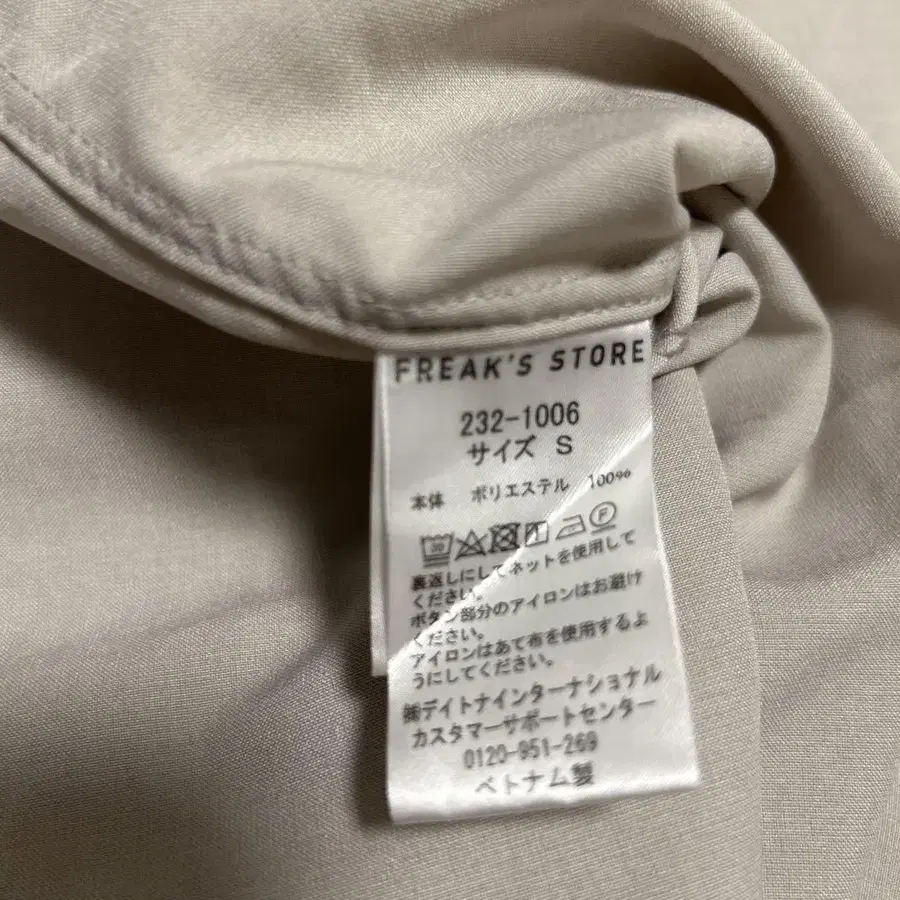 FREAK'S STORE
232-1006
サイズ S
本体 ポリエステル 100%
30 F
裏返しにしてネットを使用して
ください。
ボタン部分のアイロンはお避け
ください。
アイロンはあて布を使用するよ
うにしてください。
㈱デイトナインターナショナル
カスタマーサポートセンター
0120-951-269
ベトナム製